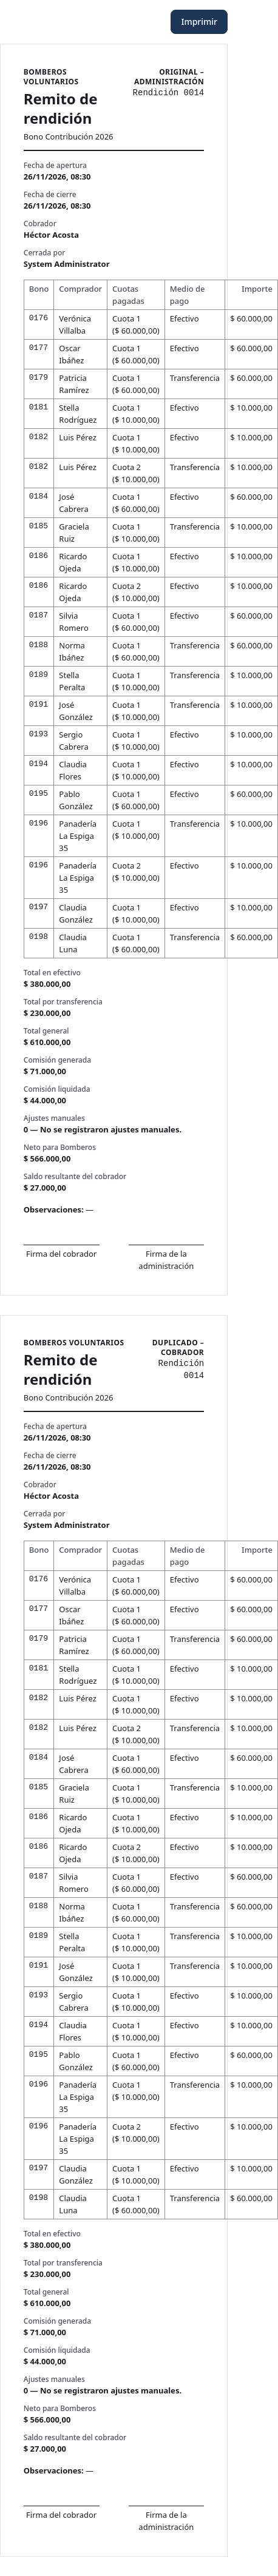 Imprimir
BOMBEROS
VOLUNTARIOS
Remito de
rendición
Bono Contribución 2026
ORIGINAL –
ADMINISTRACIÓN
Rendición 0014
Fecha de apertura
26/11/2026, 08:30
Fecha de cierre
26/11/2026, 08:30
Cobrador
Héctor Acosta
Cerrada por
System Administrator
Bono Comprador Cuotas pagadas Medio de pago Importe
0176 Verónica Villalba Cuota 1 ($ 60.000,00) Efectivo $ 60.000,00
0177 Oscar Ibáñez Cuota 1 ($ 60.000,00) Efectivo $ 60.000,00
0179 Patricia Ramírez Cuota 1 ($ 60.000,00) Transferencia $ 60.000,00
0181 Stella Rodríguez Cuota 1 ($ 10.000,00) Efectivo $ 10.000,00
0182 Luis Pérez Cuota 1 ($ 10.000,00) Efectivo $ 10.000,00
0182 Luis Pérez Cuota 2 ($ 10.000,00) Transferencia $ 10.000,00
0184 José Cabrera Cuota 1 ($ 60.000,00) Efectivo $ 60.000,00
0185 Graciela Ruiz Cuota 1 ($ 10.000,00) Transferencia $ 10.000,00
0186 Ricardo Ojeda Cuota 1 ($ 10.000,00) Efectivo $ 10.000,00
0186 Ricardo Ojeda Cuota 2 ($ 10.000,00) Efectivo $ 10.000,00
0187 Silvia Romero Cuota 1 ($ 60.000,00) Efectivo $ 60.000,00
0188 Norma Ibáñez Cuota 1 ($ 60.000,00) Transferencia $ 60.000,00
0189 Stella Peralta Cuota 1 ($ 10.000,00) Transferencia $ 10.000,00
0191 José González Cuota 1 ($ 10.000,00) Transferencia $ 10.000,00
0193 Sergio Cabrera Cuota 1 ($ 10.000,00) Efectivo $ 10.000,00
0194 Claudia Flores Cuota 1 ($ 10.000,00) Efectivo $ 10.000,00
0195 Pablo González Cuota 1 ($ 60.000,00) Efectivo $ 60.000,00
0196 Panadería La Espiga 35 Cuota 1 ($ 10.000,00) Transferencia $ 10.000,00
0196 Panadería La Espiga 35 Cuota 2 ($ 10.000,00) Efectivo $ 10.000,00
0197 Claudia González Cuota 1 ($ 10.000,00) Efectivo $ 10.000,00
0198 Claudia Luna Cuota 1 ($ 60.000,00) Transferencia $ 60.000,00
Total en efectivo
$ 380.000,00
Total por transferencia
$ 230.000,00
Total general
$ 610.000,00
Comisión generada
$ 71.000,00
Comisión liquidada
$ 44.000,00
Ajustes manuales
0 — No se registraron ajustes manuales.
Neto para Bomberos
$ 566.000,00
Saldo resultante del cobrador
$ 27.000,00
Observaciones: —
Firma del cobrador
Firma de la
administración
BOMBEROS VOLUNTARIOS
Remito de
rendición
Bono Contribución 2026
DUPLICADO –
COBRADOR
Rendición
0014
Fecha de apertura
26/11/2026, 08:30
Fecha de cierre
26/11/2026, 08:30
Cobrador
Héctor Acosta
Cerrada por
System Administrator
Bono Comprador Cuotas pagadas Medio de pago Importe
0176 Verónica Villalba Cuota 1 ($ 60.000,00) Efectivo $ 60.000,00
0177 Oscar Ibáñez Cuota 1 ($ 60.000,00) Efectivo $ 60.000,00
0179 Patricia Ramírez Cuota 1 ($ 60.000,00) Transferencia $ 60.000,00
0181 Stella Rodríguez Cuota 1 ($ 10.000,00) Efectivo $ 10.000,00
0182 Luis Pérez Cuota 1 ($ 10.000,00) Efectivo $ 10.000,00
0182 Luis Pérez Cuota 2 ($ 10.000,00) Transferencia $ 10.000,00
0184 José Cabrera Cuota 1 ($ 60.000,00) Efectivo $ 60.000,00
0185 Graciela Ruiz Cuota 1 ($ 10.000,00) Transferencia $ 10.000,00
0186 Ricardo Ojeda Cuota 1 ($ 10.000,00) Efectivo $ 10.000,00
0186 Ricardo Ojeda Cuota 2 ($ 10.000,00) Efectivo $ 10.000,00
0187 Silvia Romero Cuota 1 ($ 60.000,00) Efectivo $ 60.000,00
0188 Norma Ibáñez Cuota 1 ($ 60.000,00) Transferencia $ 60.000,00
0189 Stella Peralta Cuota 1 ($ 10.000,00) Transferencia $ 10.000,00
0191 José González Cuota 1 ($ 10.000,00) Transferencia $ 10.000,00
0193 Sergio Cabrera Cuota 1 ($ 10.000,00) Efectivo $ 10.000,00
0194 Claudia Flores Cuota 1 ($ 10.000,00) Efectivo $ 10.000,00
0195 Pablo González Cuota 1 ($ 60.000,00) Efectivo $ 60.000,00
0196 Panadería La Espiga 35 Cuota 1 ($ 10.000,00) Transferencia $ 10.000,00
0196 Panadería La Espiga 35 Cuota 2 ($ 10.000,00) Efectivo $ 10.000,00
0197 Claudia González Cuota 1 ($ 10.000,00) Efectivo $ 10.000,00
0198 Claudia Luna Cuota 1 ($ 60.000,00) Transferencia $ 60.000,00
Total en efectivo
$ 380.000,00
Total por transferencia
$ 230.000,00
Total general
$ 610.000,00
Comisión generada
$ 71.000,00
Comisión liquidada
$ 44.000,00
Ajustes manuales
0 — No se registraron ajustes manuales.
Neto para Bomberos
$ 566.000,00
Saldo resultante del cobrador
$ 27.000,00
Observaciones: —
Firma del cobrador
Firma de la
administración